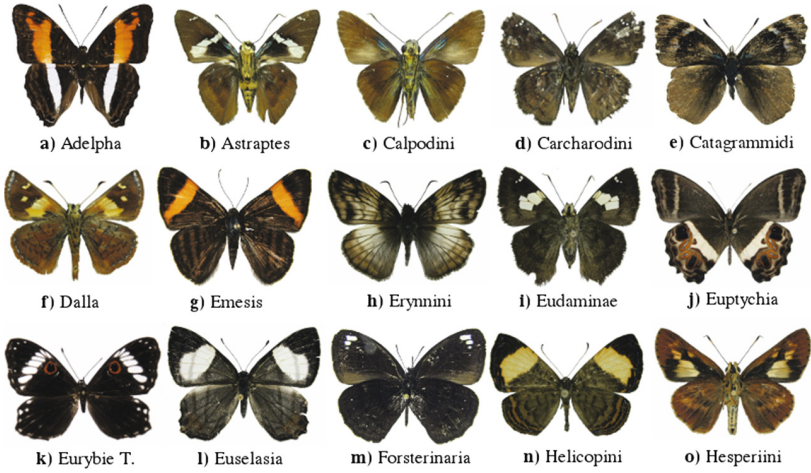 a) Adelpha
b) Astraptes
c) Calpodini
d) Carcharodini
e) Catagrammidi
f) Dalla
g) Emesis
h) Erynnini
i) Eudaminae
j) Euptychia
k) Eurybie T.
l) Euselasia
m) Forsterinaria
n) Helicopini
o) Hesperiini